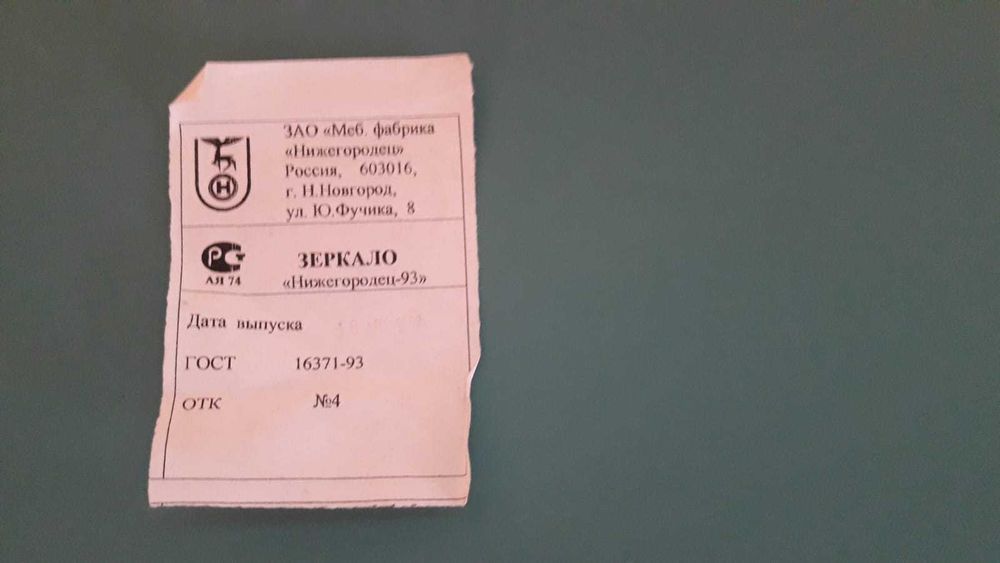 ЗАО «Меб. фабрика
«Нижегородец»
Россия, 603016,
г. Н.Новгород,
ул. Ю.Фучика, 8
Н
РС
АЯ 74
ЗЕРКАЛО
«Нижегородец-93»
Дата выпуска
ГОСТ 16371-93
ОТК №4